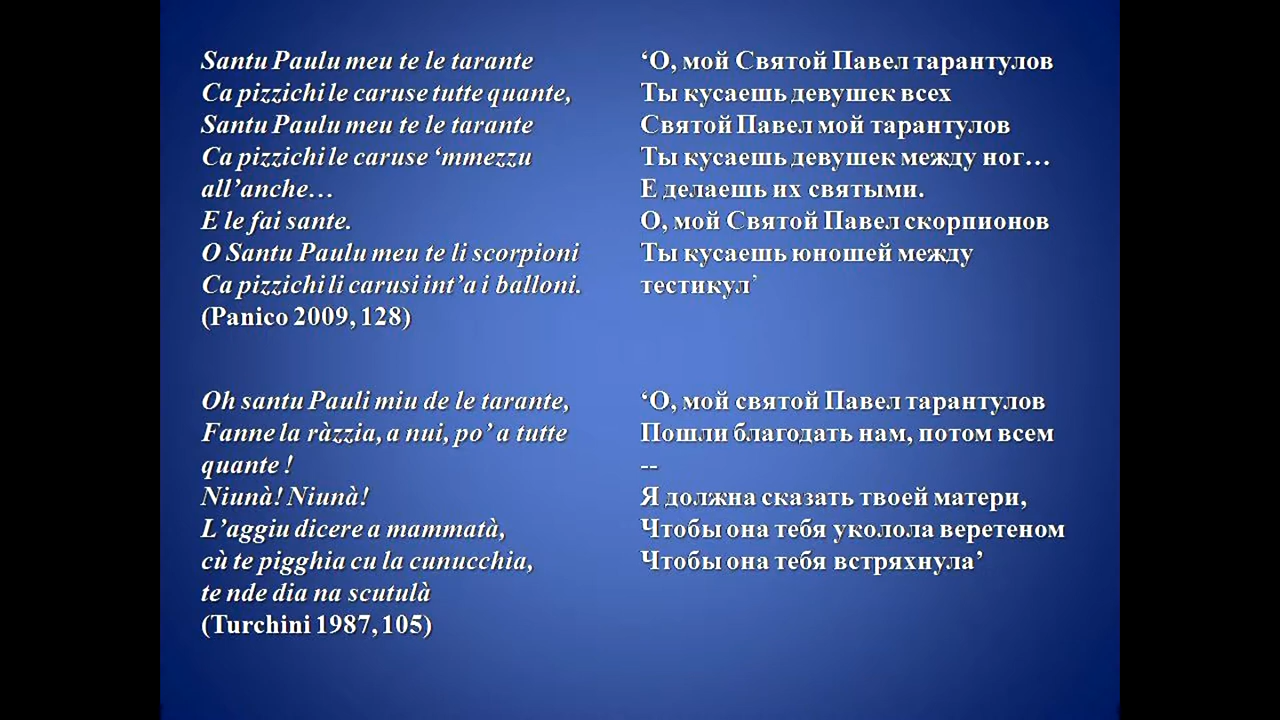 Santu Paulu meu te le tarante
Ca pizzichi le caruse tutte quante,
Santu Paulu meu te le tarante
Ca pizzichi le caruse ‘mmezzu
all’anche…
E le fai sante.
O Santu Paulu meu te li scorpioni
Ca pizzichi li carusi int’a i balloni.
(Panico 2009, 128)
Oh santu Pauli miu de le tarante,
Fanne la ràzzia, a nui, po’ a tutte
quante !
Niunà! Niunà!
L’aggiu dicere a mammatà,
cù te pigghia cu la cunucchia,
te nde dia na scutulà
(Turchini 1987, 105)
‘О, мой Святой Павел тарантулов
Ты кусаешь девушек всех
Святой Павел мой тарантулов
Ты кусаешь девушек между ног…
Е делаешь их святыми.
О, мой Святой Павел скорпионов
Ты кусаешь юношей между
тестикул’
‘О, мой святой Павел тарантулов
Пошли благодать нам, потом всем
--
Я должна сказать твоей матери,
Чтобы она тебя уколола веретеном
Чтобы она тебя встряхнула’